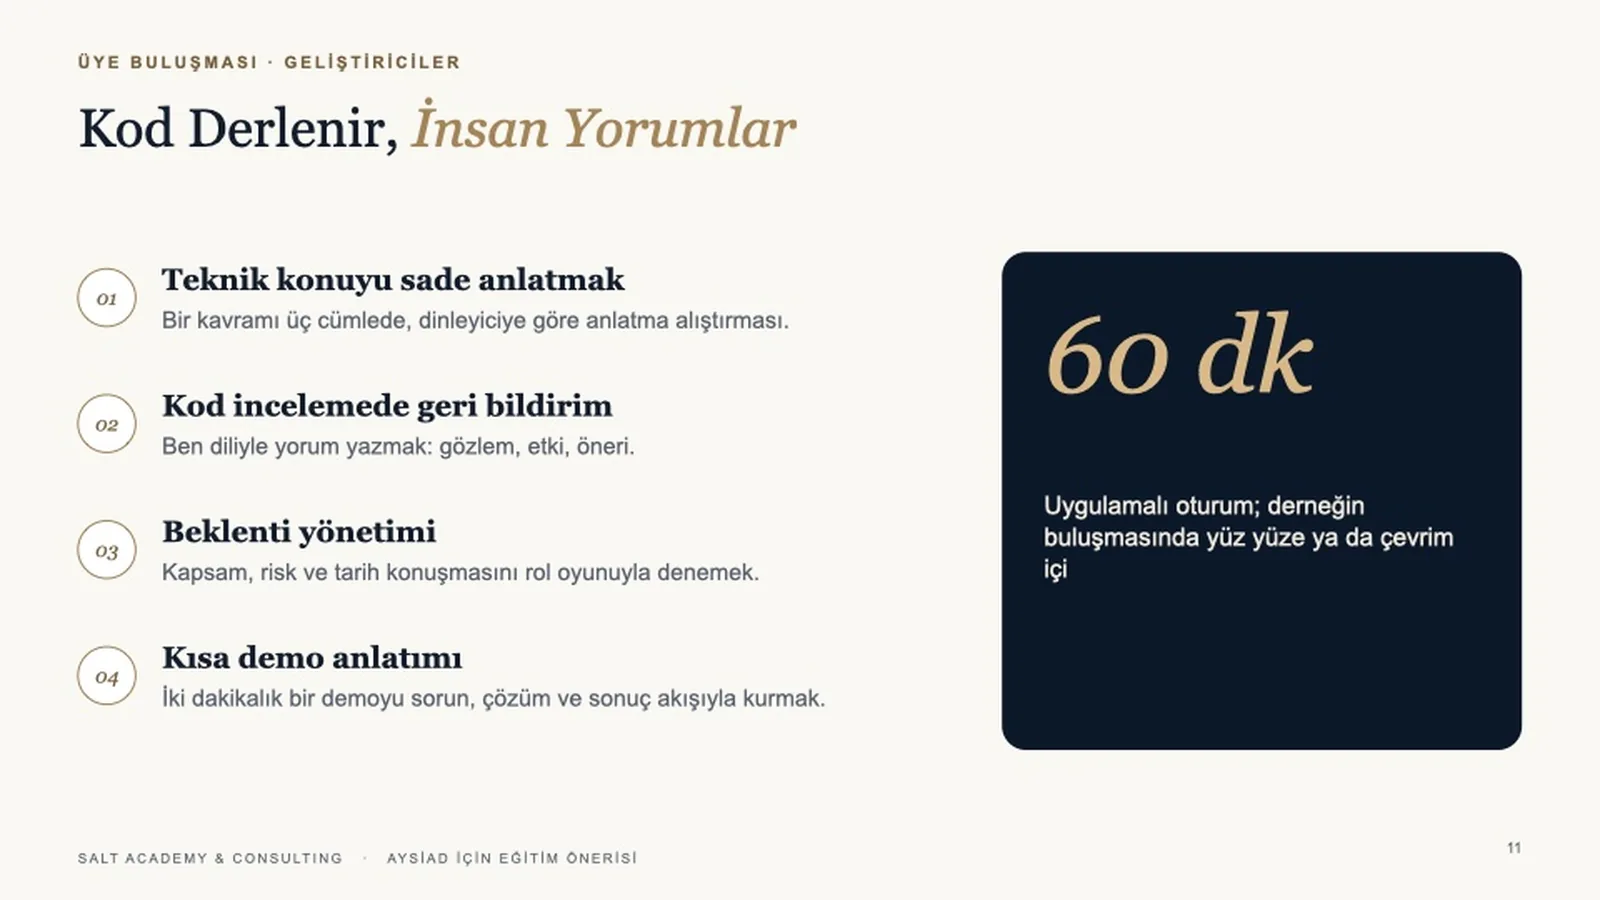 ÜYE BULUŞMASI · GELİŞTİRİCİLER
Kod Derlenir, İnsan Yorumlar
01
Teknik konuyu sade anlatmak
Bir kavramı üç cümlede, dinleyiciye göre anlatma alıştırması.
02
Kod incelemede geri bildirim
Ben diliyle yorum yazmak: gözlem, etki, öneri.
03
Beklenti yönetimi
Kapsam, risk ve tarih konuşmasını rol oyunuyla denemek.
04
Kısa demo anlatımı
İki dakikalık bir demoyu sorun, çözüm ve sonuç akışıyla kurmak.
60 dk
Uygulamalı oturum; derneğin
buluşmasında yüz yüze ya da çevrim
içi
SALT ACADEMY & CONSULTING · AYSİAD İÇİN EĞİTİM ÖNERİSİ
11